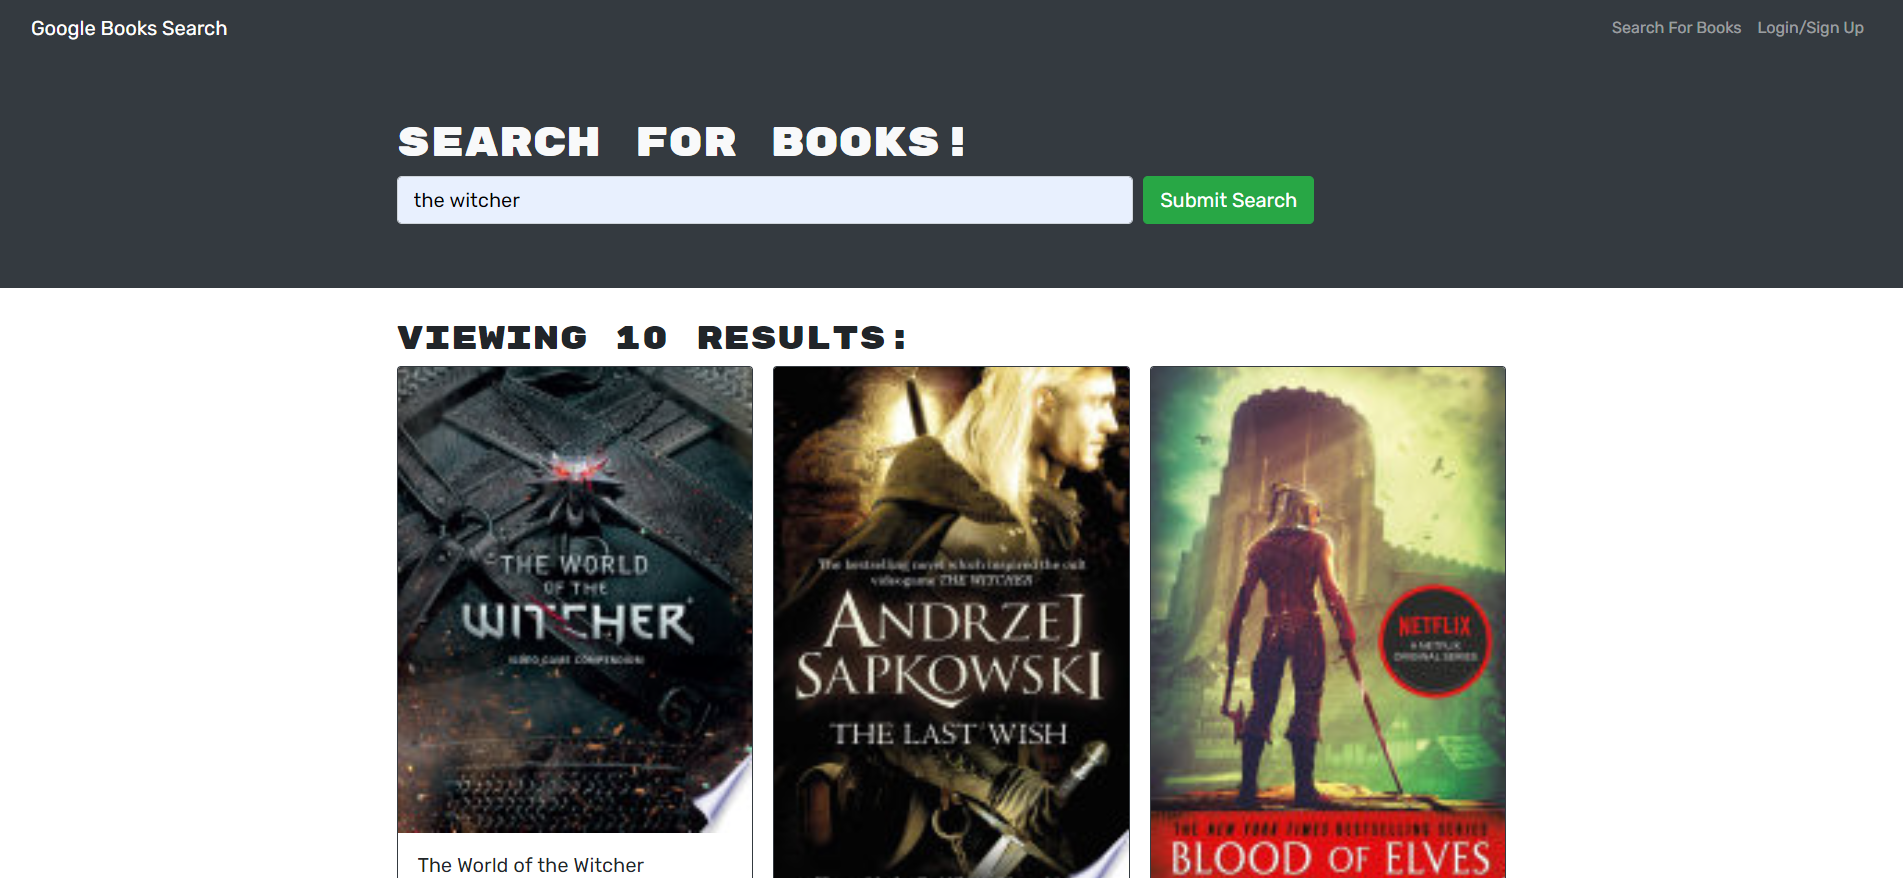 Google Books Search
Search For Books
Login/Sign Up
SEARCH FOR BOOKS!
the witcher
Submit Search
VIEWING 10 RESULTS:
THE WORLD
OF THE
WITCHER
VIDEO GAME COMPENDIUM
The World of the Witcher
The bestselling novel which inspired the cult
videogame THE WITCHER
ANDRZEJ
SAPKOWSKI
THE LAST WISH
NETFLIX
A NETFLIX
ORIGINAL SERIES
THE NEW YORK TIMES BESTSELLING SERIES
BLOOD OF ELVES